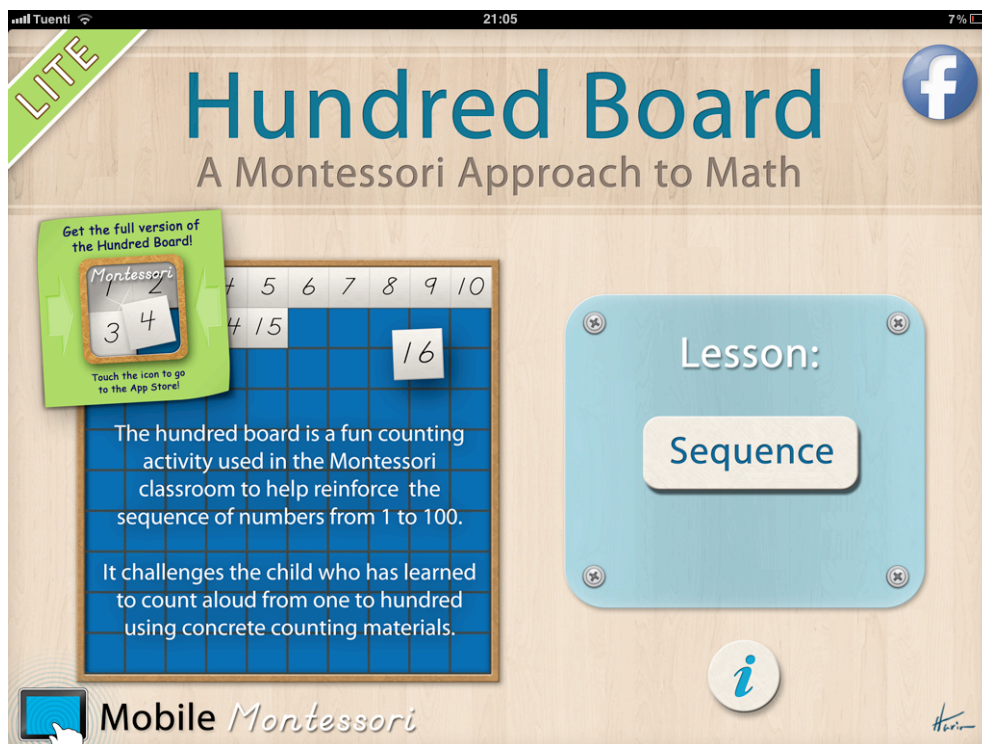 Tuenti 21:05 7%
LITE
Hundred Board
A Montessori Approach to Math
f
Get the full version of
the Hundred Board!
Montessori
1 2
3 4
Touch the icon to go
to the App Store!
4 5 6 7 8 9 10
4 15
16
The hundred board is a fun counting
activity used in the Montessori
classroom to help reinforce the
sequence of numbers from 1 to 100.
It challenges the child who has learned
to count aloud from one to hundred
using concrete counting materials.
Lesson:
Sequence
i
Mobile Montessori